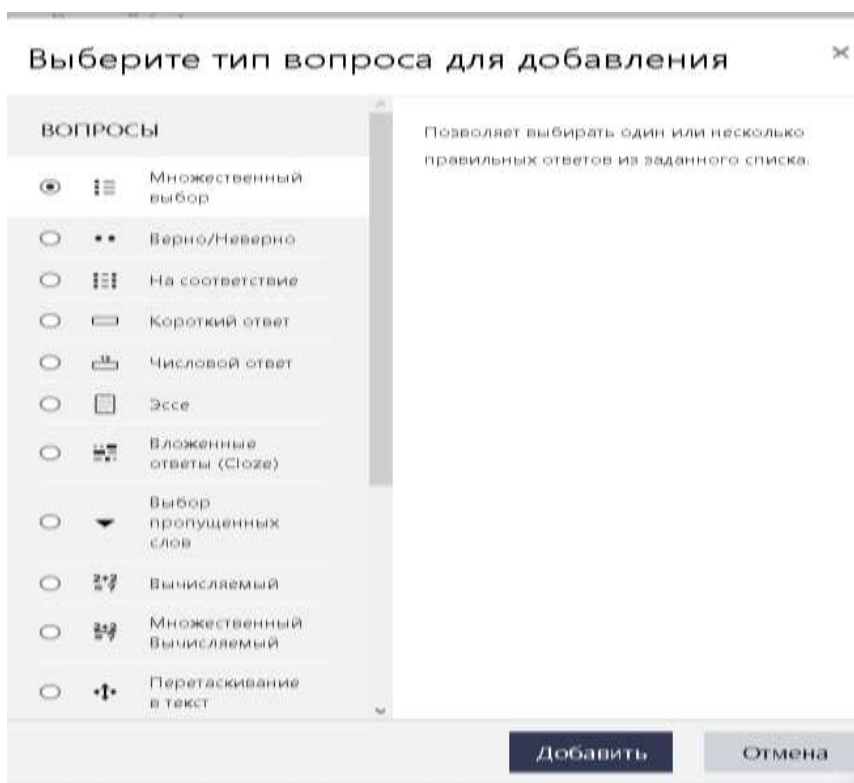 Выберите тип вопроса для добавления
×
ВОПРОСЫ
Множественный
выбор
Верно/Неверно
На соответствие
Короткий ответ
Числовой ответ
Эссе
Вложенные
ответы (Cloze)
Выбор
пропущенных
слов
Вычисляемый
Множественный
Вычисляемый
Перетаскивание
в текст
Позволяет выбирать один или несколько
правильных ответов из заданного списка.
Добавить
Отмена